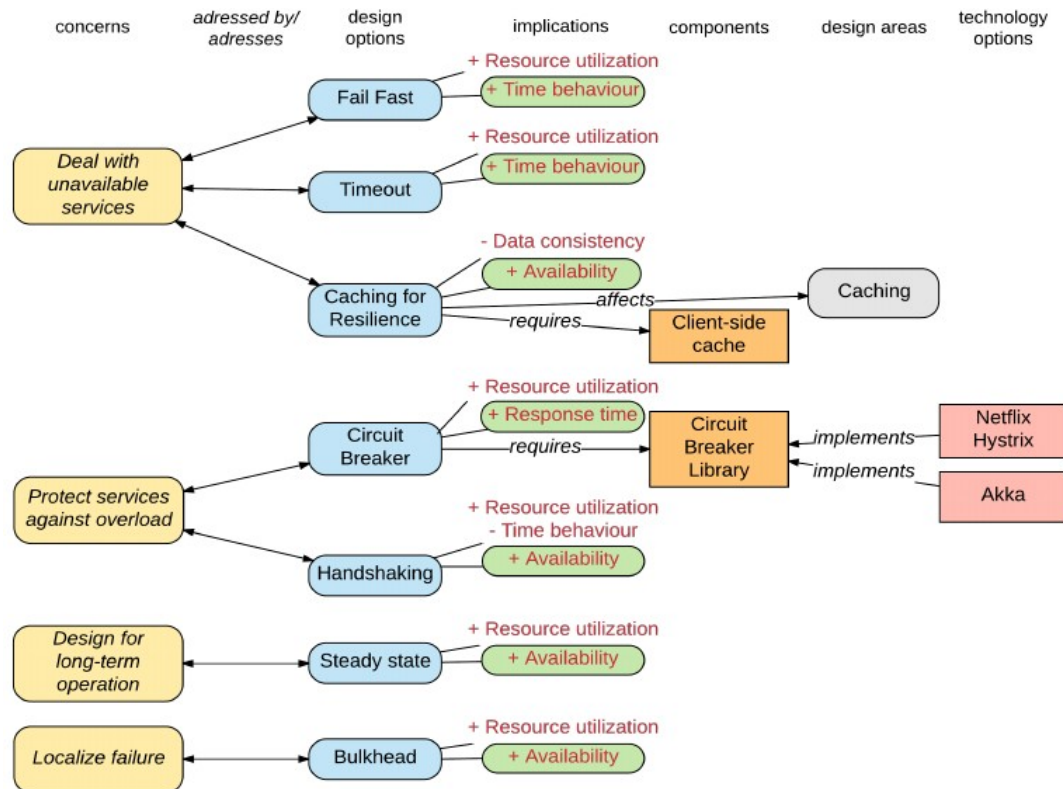 concerns
adressed by/
adresses
design
options
implications
components
design areas
technology
options
Deal with
unavailable
services
Fail Fast
+ Resource utilization
+ Time behaviour
Timeout
+ Resource utilization
+ Time behaviour
Caching for
Resilience
- Data consistency
+ Availability
affects
Caching
requires
Client-side
cache
Protect services
against overload
Circuit
Breaker
+ Resource utilization
+ Response time
requires
Circuit
Breaker
Library
implements
Netflix
Hystrix
implements
Akka
Handshaking
+ Resource utilization
- Time behaviour
+ Availability
Design for
long-term
operation
Steady state
+ Resource utilization
+ Availability
Localize failure
Bulkhead
+ Resource utilization
+ Availability